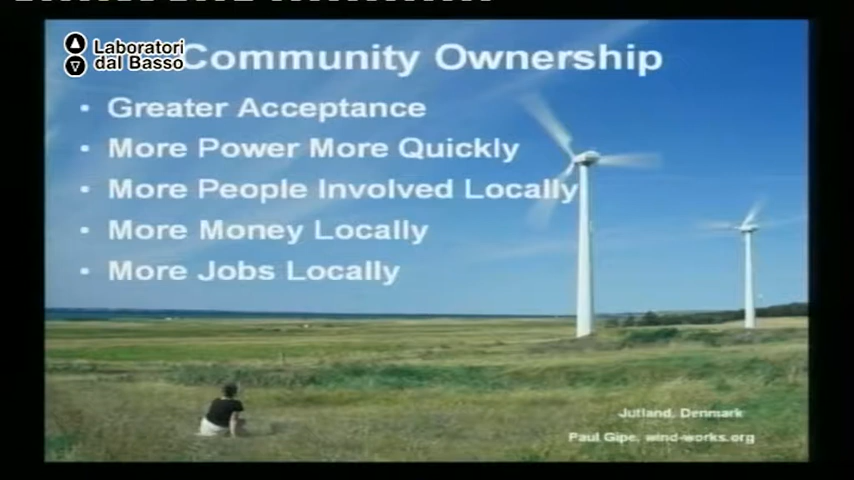 Laboratori
dal Basso
Community Ownership
• Greater Acceptance
• More Power More Quickly
• More People Involved Locally
• More Money Locally
• More Jobs Locally
Jutland, Denmark
Paul Gipe, wind-works.org